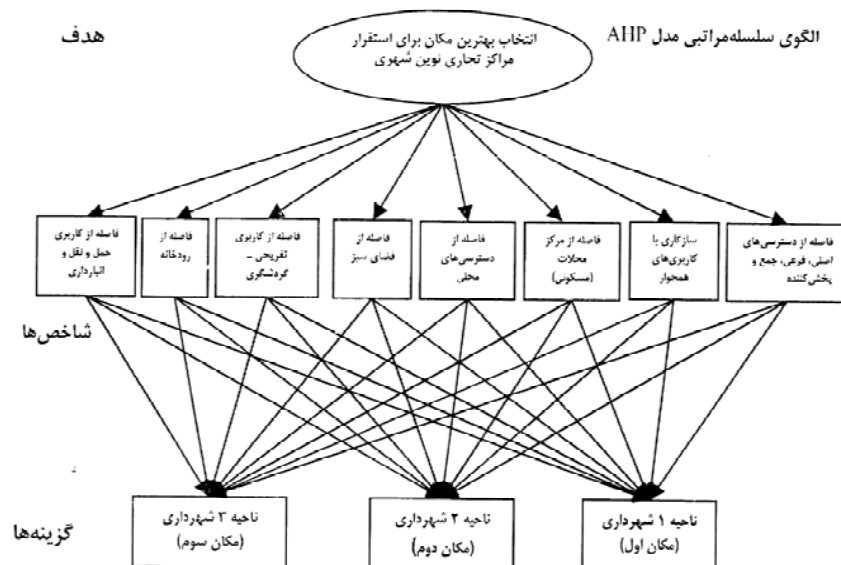 الگوی سلسله‌مراتبی مدل AHP
هدف
انتخاب بهترین مکان برای استقرار
مراکز تجاری نوین شهری
فاصله از دسترسی‌های
اصلی، فرعی، جمع و
پخش‌کننده
سازگاری با
کاربری‌های
همجوار
فاصله از مرکز
محلات
(مسکونی)
فاصله از
دسترسی‌های
محلی
فاصله از
فضای سبز
فاصله از کاربری
تفریحی –
گردشگری
فاصله از
رودخانه
فاصله از کاربری
حمل و نقل و
انبارداری
شاخص‌ها
ناحیه ۱ شهرداری
(مکان اول)
ناحیه ۲ شهرداری
(مکان دوم)
ناحیه ۳ شهرداری
(مکان سوم)
گزینه‌ها